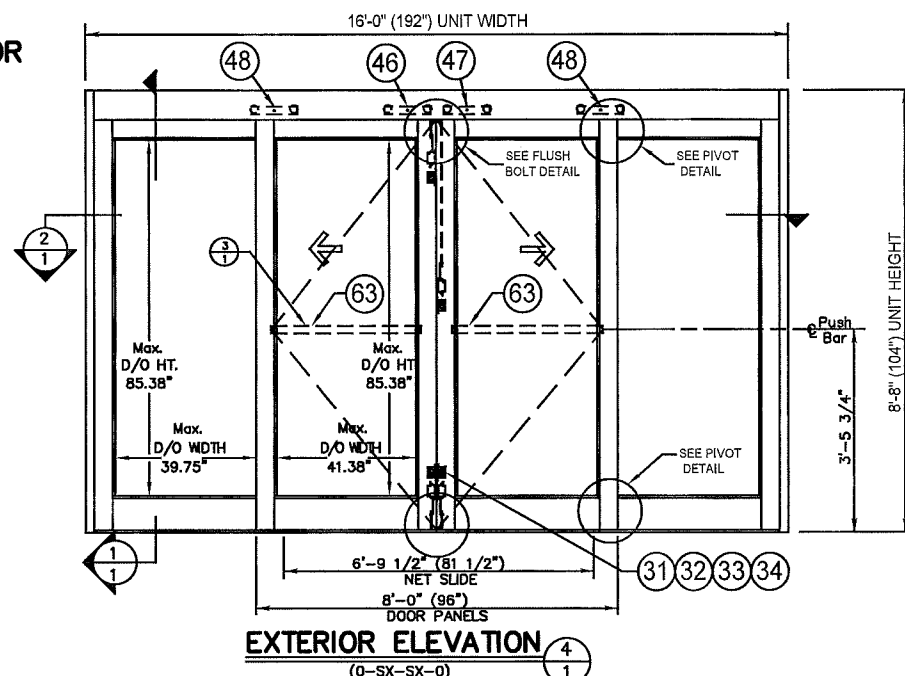 16'-0" (192") UNIT WIDTH
OR
48
46
47
48
SEE FLUSH
BOLT DETAIL
SEE PIVOT
DETAIL
2
1
3
1
63
63
Push
Bar
8'-8" (104") UNIT HEIGHT
3'-5 3/4"
Max.
D/O HT.
85.38"
Max.
D/O HT.
85.38"
Max.
D/O WIDTH
39.75"
Max.
D/O WIDTH
41.38"
SEE PIVOT
DETAIL
1
1
6'-9 1/2" (81 1/2")
NET SLIDE
31 32 33 34
8'-0" (96")
DOOR PANELS
EXTERIOR ELEVATION
4
1
(O-SX-SX-O)